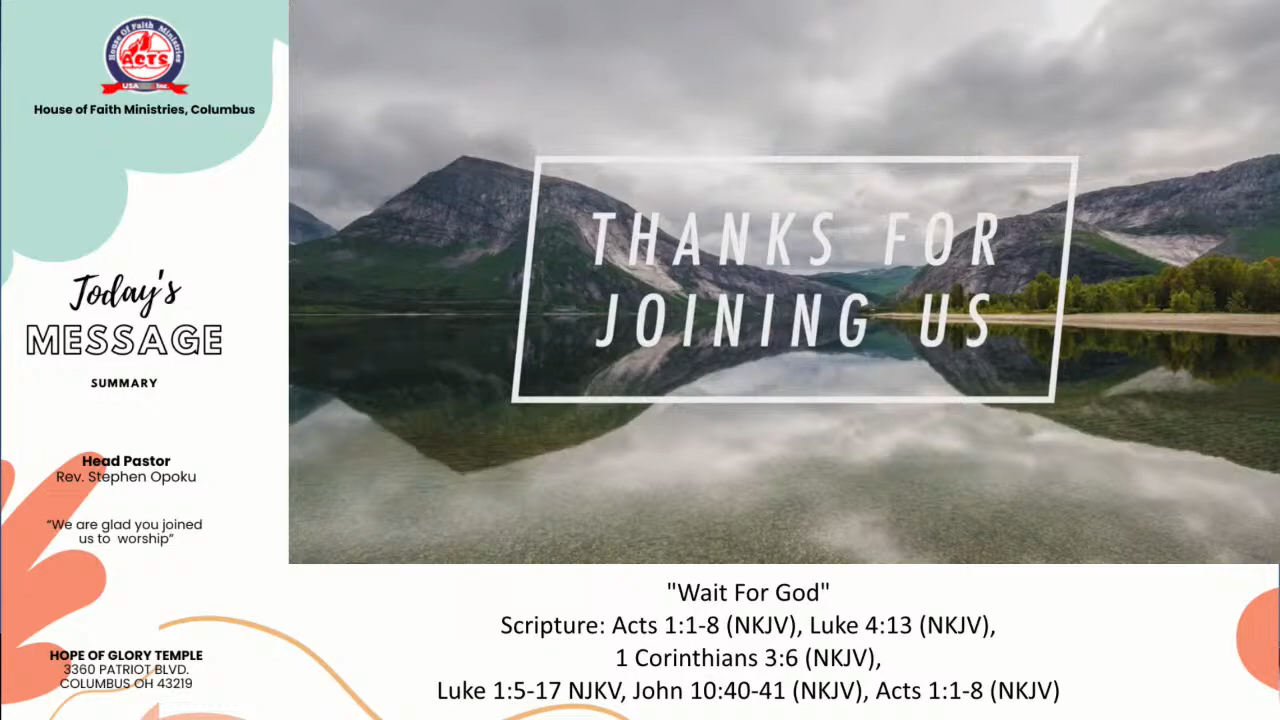 House Of Faith Ministries
ACTS
USA Inc.
House of Faith Ministries, Columbus
Today's
MESSAGE
SUMMARY
Head Pastor
Rev. Stephen Opoku
“We are glad you joined
us to worship”
HOPE OF GLORY TEMPLE
3360 PATRIOT BLVD.
COLUMBUS OH 43219
THANKS FOR
JOINING US
"Wait For God"
Scripture: Acts 1:1-8 (NKJV), Luke 4:13 (NKJV),
1 Corinthians 3:6 (NKJV),
Luke 1:5-17 NJKV, John 10:40-41 (NKJV), Acts 1:1-8 (NKJV)